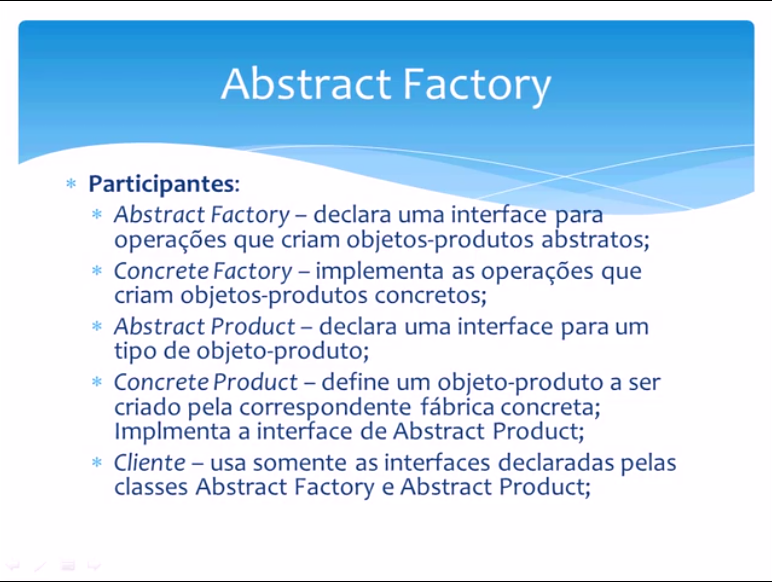 Abstract Factory
* Participantes:
* Abstract Factory – declara uma interface para
operações que criam objetos-produtos abstratos;
* Concrete Factory – implementa as operações que
criam objetos-produtos concretos;
* Abstract Product – declara uma interface para um
tipo de objeto-produto;
* Concrete Product – define um objeto-produto a ser
criado pela correspondente fábrica concreta;
Implmenta a interface de Abstract Product;
* Cliente – usa somente as interfaces declaradas pelas
classes Abstract Factory e Abstract Product;